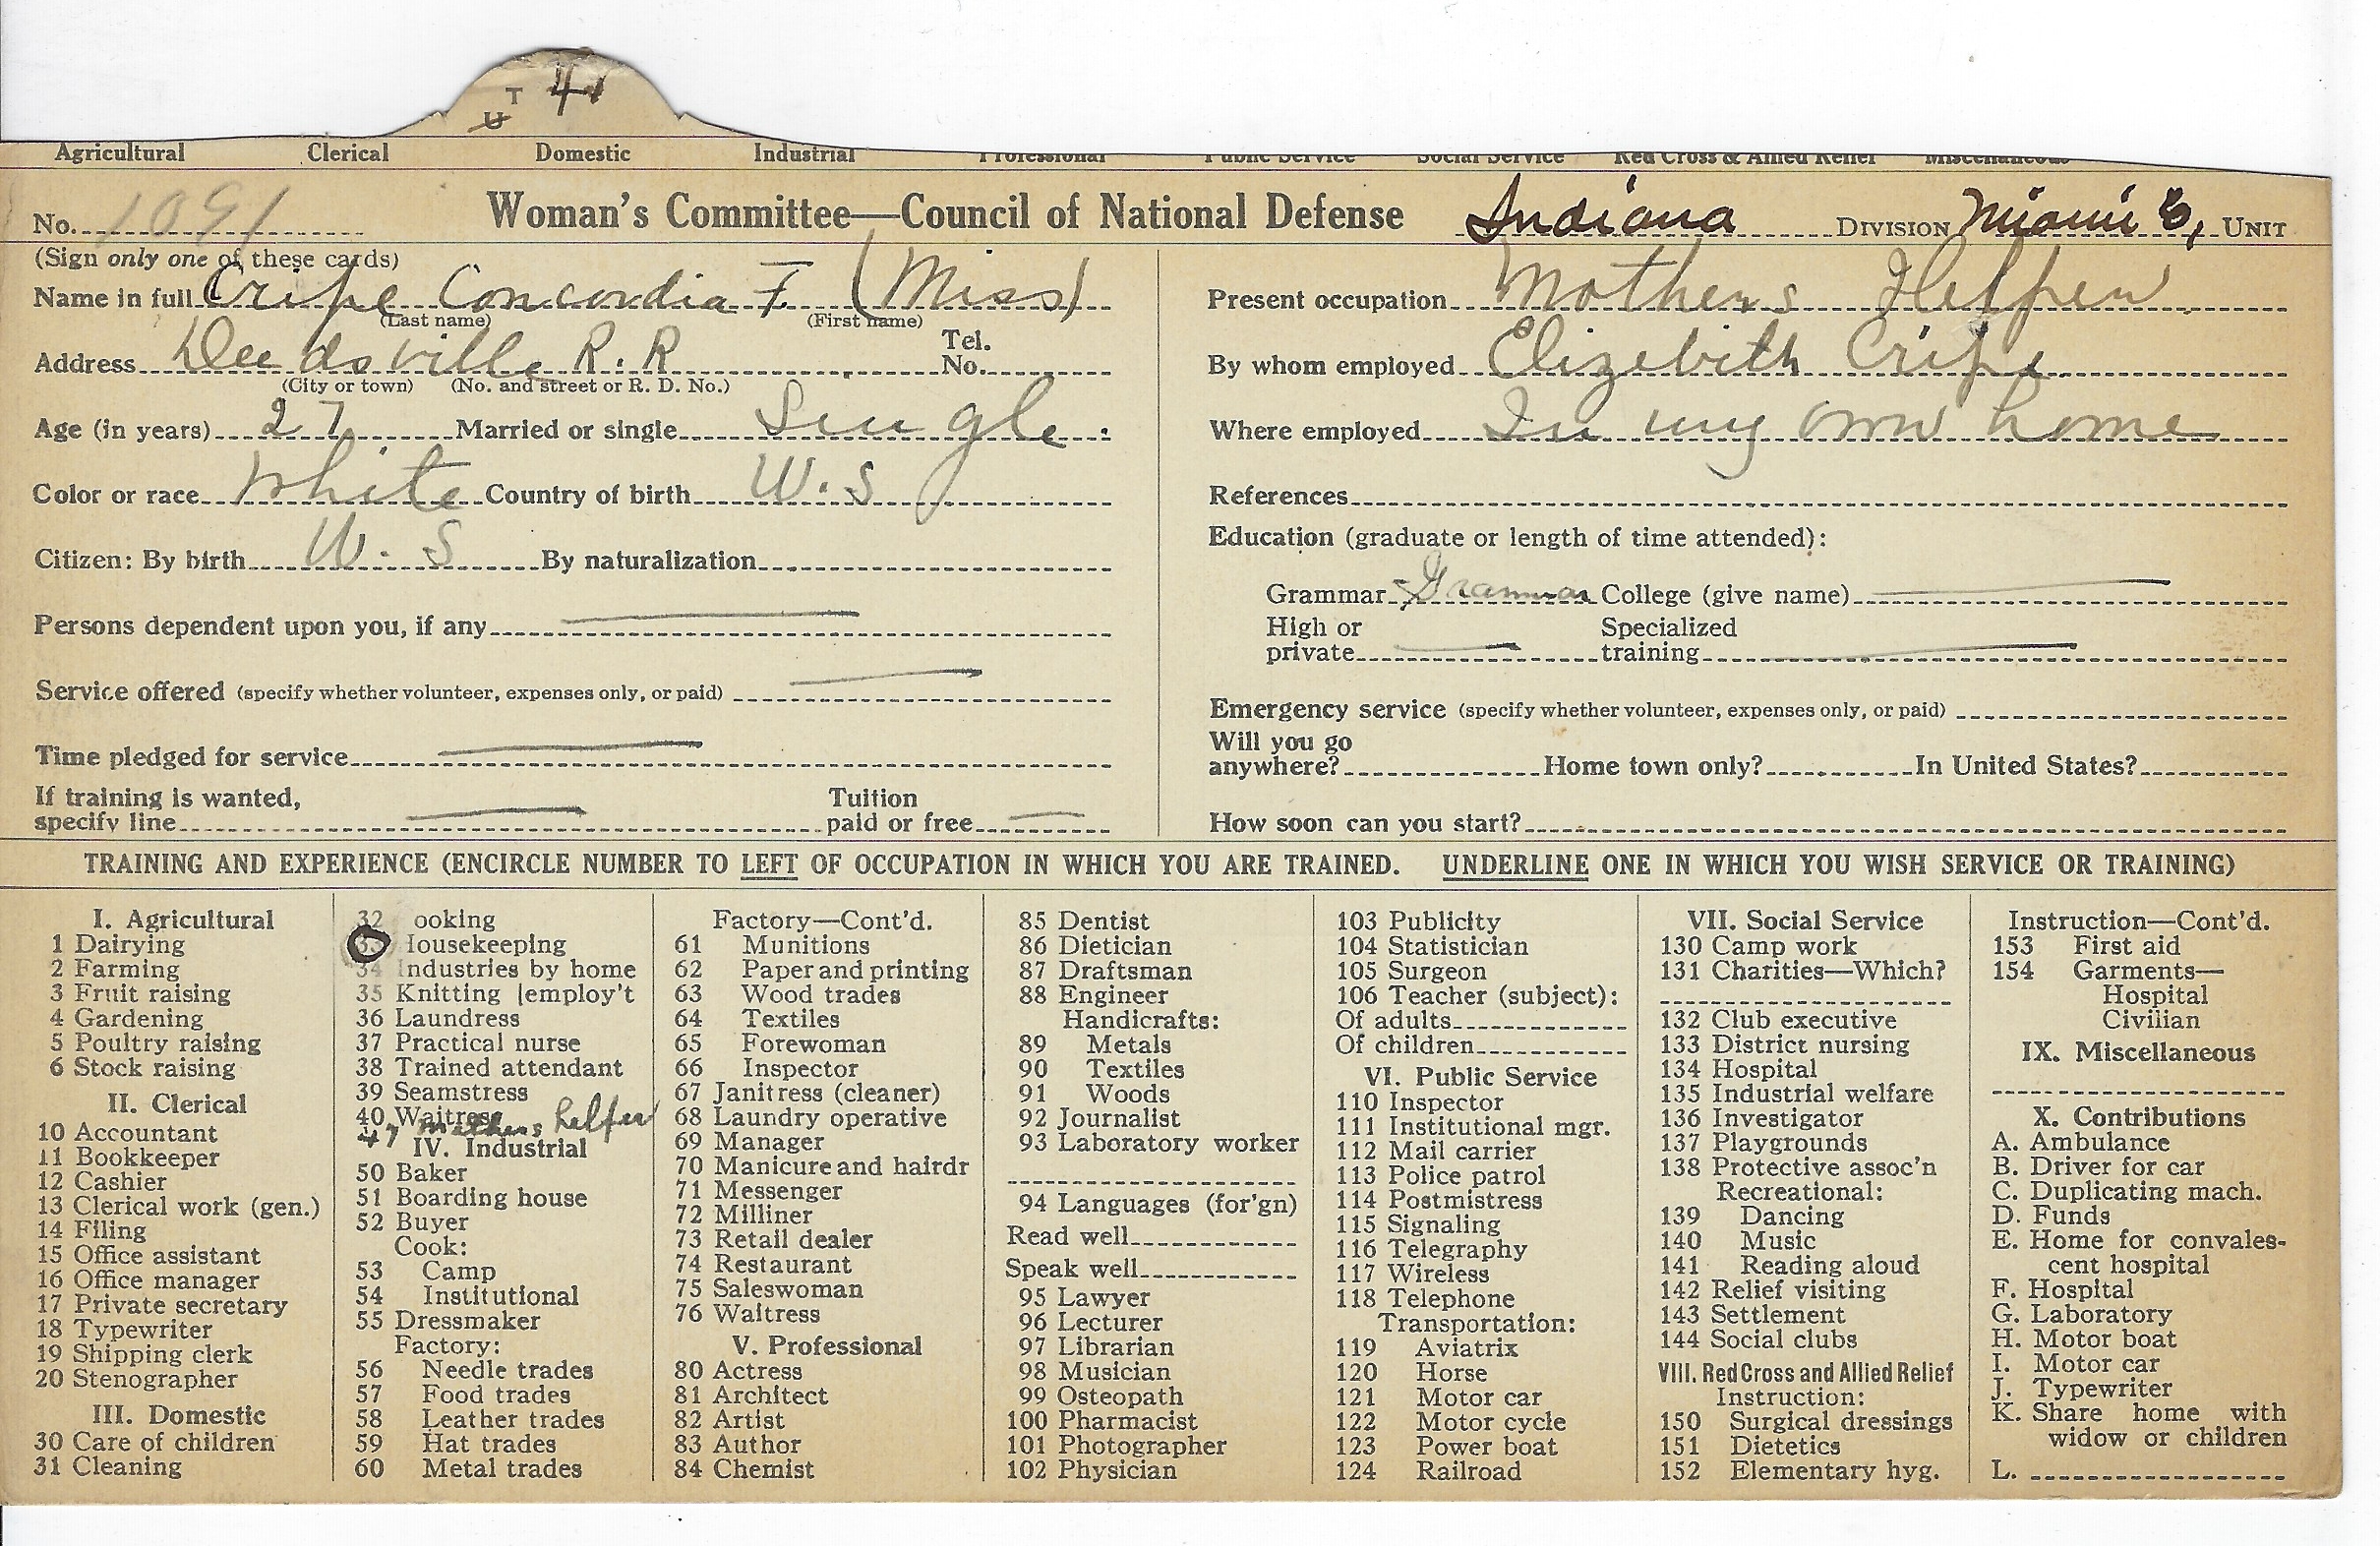 T 4
U
Agricultural Clerical Domestic Industrial Professional Public Service Social Service Red Cross & Allied Relief Miscellaneous
No. 1091 Woman's Committee—Council of National Defense Indiana Division Miami Co, Unit
(Sign only one of these cards)
Name in full Cripe Concordia F (Miss)
(Last name) (First name)
Address Deedsville R.R Tel. No.
(City or town) (No. and street or R. D. No.)
Age (in years) 27 Married or single Single.
Color or race White Country of birth U.S
Citizen: By birth U. S By naturalization
Persons dependent upon you, if any
Service offered (specify whether volunteer, expenses only, or paid)
Time pledged for service
If training is wanted, specify line Tuition paid or free
Present occupation Mothers Helper
By whom employed Elizebith Cripe
Where employed In my own home
References
Education (graduate or length of time attended):
Grammar Grammar College (give name)
High or private Specialized training
Emergency service (specify whether volunteer, expenses only, or paid)
Will you go anywhere? Home town only? In United States?
How soon can you start?
TRAINING AND EXPERIENCE (ENCIRCLE NUMBER TO LEFT OF OCCUPATION IN WHICH YOU ARE TRAINED. UNDERLINE ONE IN WHICH YOU WISH SERVICE OR TRAINING)
I. Agricultural
1 Dairying
2 Farming
3 Fruit raising
4 Gardening
5 Poultry raising
6 Stock raising
II. Clerical
10 Accountant
11 Bookkeeper
12 Cashier
13 Clerical work (gen.)
14 Filing
15 Office assistant
16 Office manager
17 Private secretary
18 Typewriter
19 Shipping clerk
20 Stenographer
III. Domestic
30 Care of children
31 Cleaning
32 ooking
33 Iousekeeping
34 Industries by home
35 Knitting [employ't
36 Laundress
37 Practical nurse
38 Trained attendant
39 Seamstress
40 Waitress
47 Mothers helper
IV. Industrial
50 Baker
51 Boarding house
52 Buyer
Cook:
53 Camp
54 Institutional
55 Dressmaker
Factory:
56 Needle trades
57 Food trades
58 Leather trades
59 Hat trades
60 Metal trades
Factory—Cont'd.
61 Munitions
62 Paper and printing
63 Wood trades
64 Textiles
65 Forewoman
66 Inspector
67 Janitress (cleaner)
68 Laundry operative
69 Manager
70 Manicure and hairdr
71 Messenger
72 Milliner
73 Retail dealer
74 Restaurant
75 Saleswoman
76 Waitress
V. Professional
80 Actress
81 Architect
82 Artist
83 Author
84 Chemist
85 Dentist
86 Dietician
87 Draftsman
88 Engineer
Handicrafts:
89 Metals
90 Textiles
91 Woods
92 Journalist
93 Laboratory worker
94 Languages (for'gn)
Read well
Speak well
95 Lawyer
96 Lecturer
97 Librarian
98 Musician
99 Osteopath
100 Pharmacist
101 Photographer
102 Physician
103 Publicity
104 Statistician
105 Surgeon
106 Teacher (subject):
Of adults
Of children
VI. Public Service
110 Inspector
111 Institutional mgr.
112 Mail carrier
113 Police patrol
114 Postmistress
115 Signaling
116 Telegraphy
117 Wireless
118 Telephone
Transportation:
119 Aviatrix
120 Horse
121 Motor car
122 Motor cycle
123 Power boat
124 Railroad
VII. Social Service
130 Camp work
131 Charities—Which?
132 Club executive
133 District nursing
134 Hospital
135 Industrial welfare
136 Investigator
137 Playgrounds
138 Protective assoc'n
Recreational:
139 Dancing
140 Music
141 Reading aloud
142 Relief visiting
143 Settlement
144 Social clubs
VIII. Red Cross and Allied Relief
Instruction:
150 Surgical dressings
151 Dietetics
152 Elementary hyg.
Instruction—Cont'd.
153 First aid
154 Garments—
Hospital
Civilian
IX. Miscellaneous
X. Contributions
A. Ambulance
B. Driver for car
C. Duplicating mach.
D. Funds
E. Home for convales-
cent hospital
F. Hospital
G. Laboratory
H. Motor boat
I. Motor car
J. Typewriter
K. Share home with
widow or children
L.